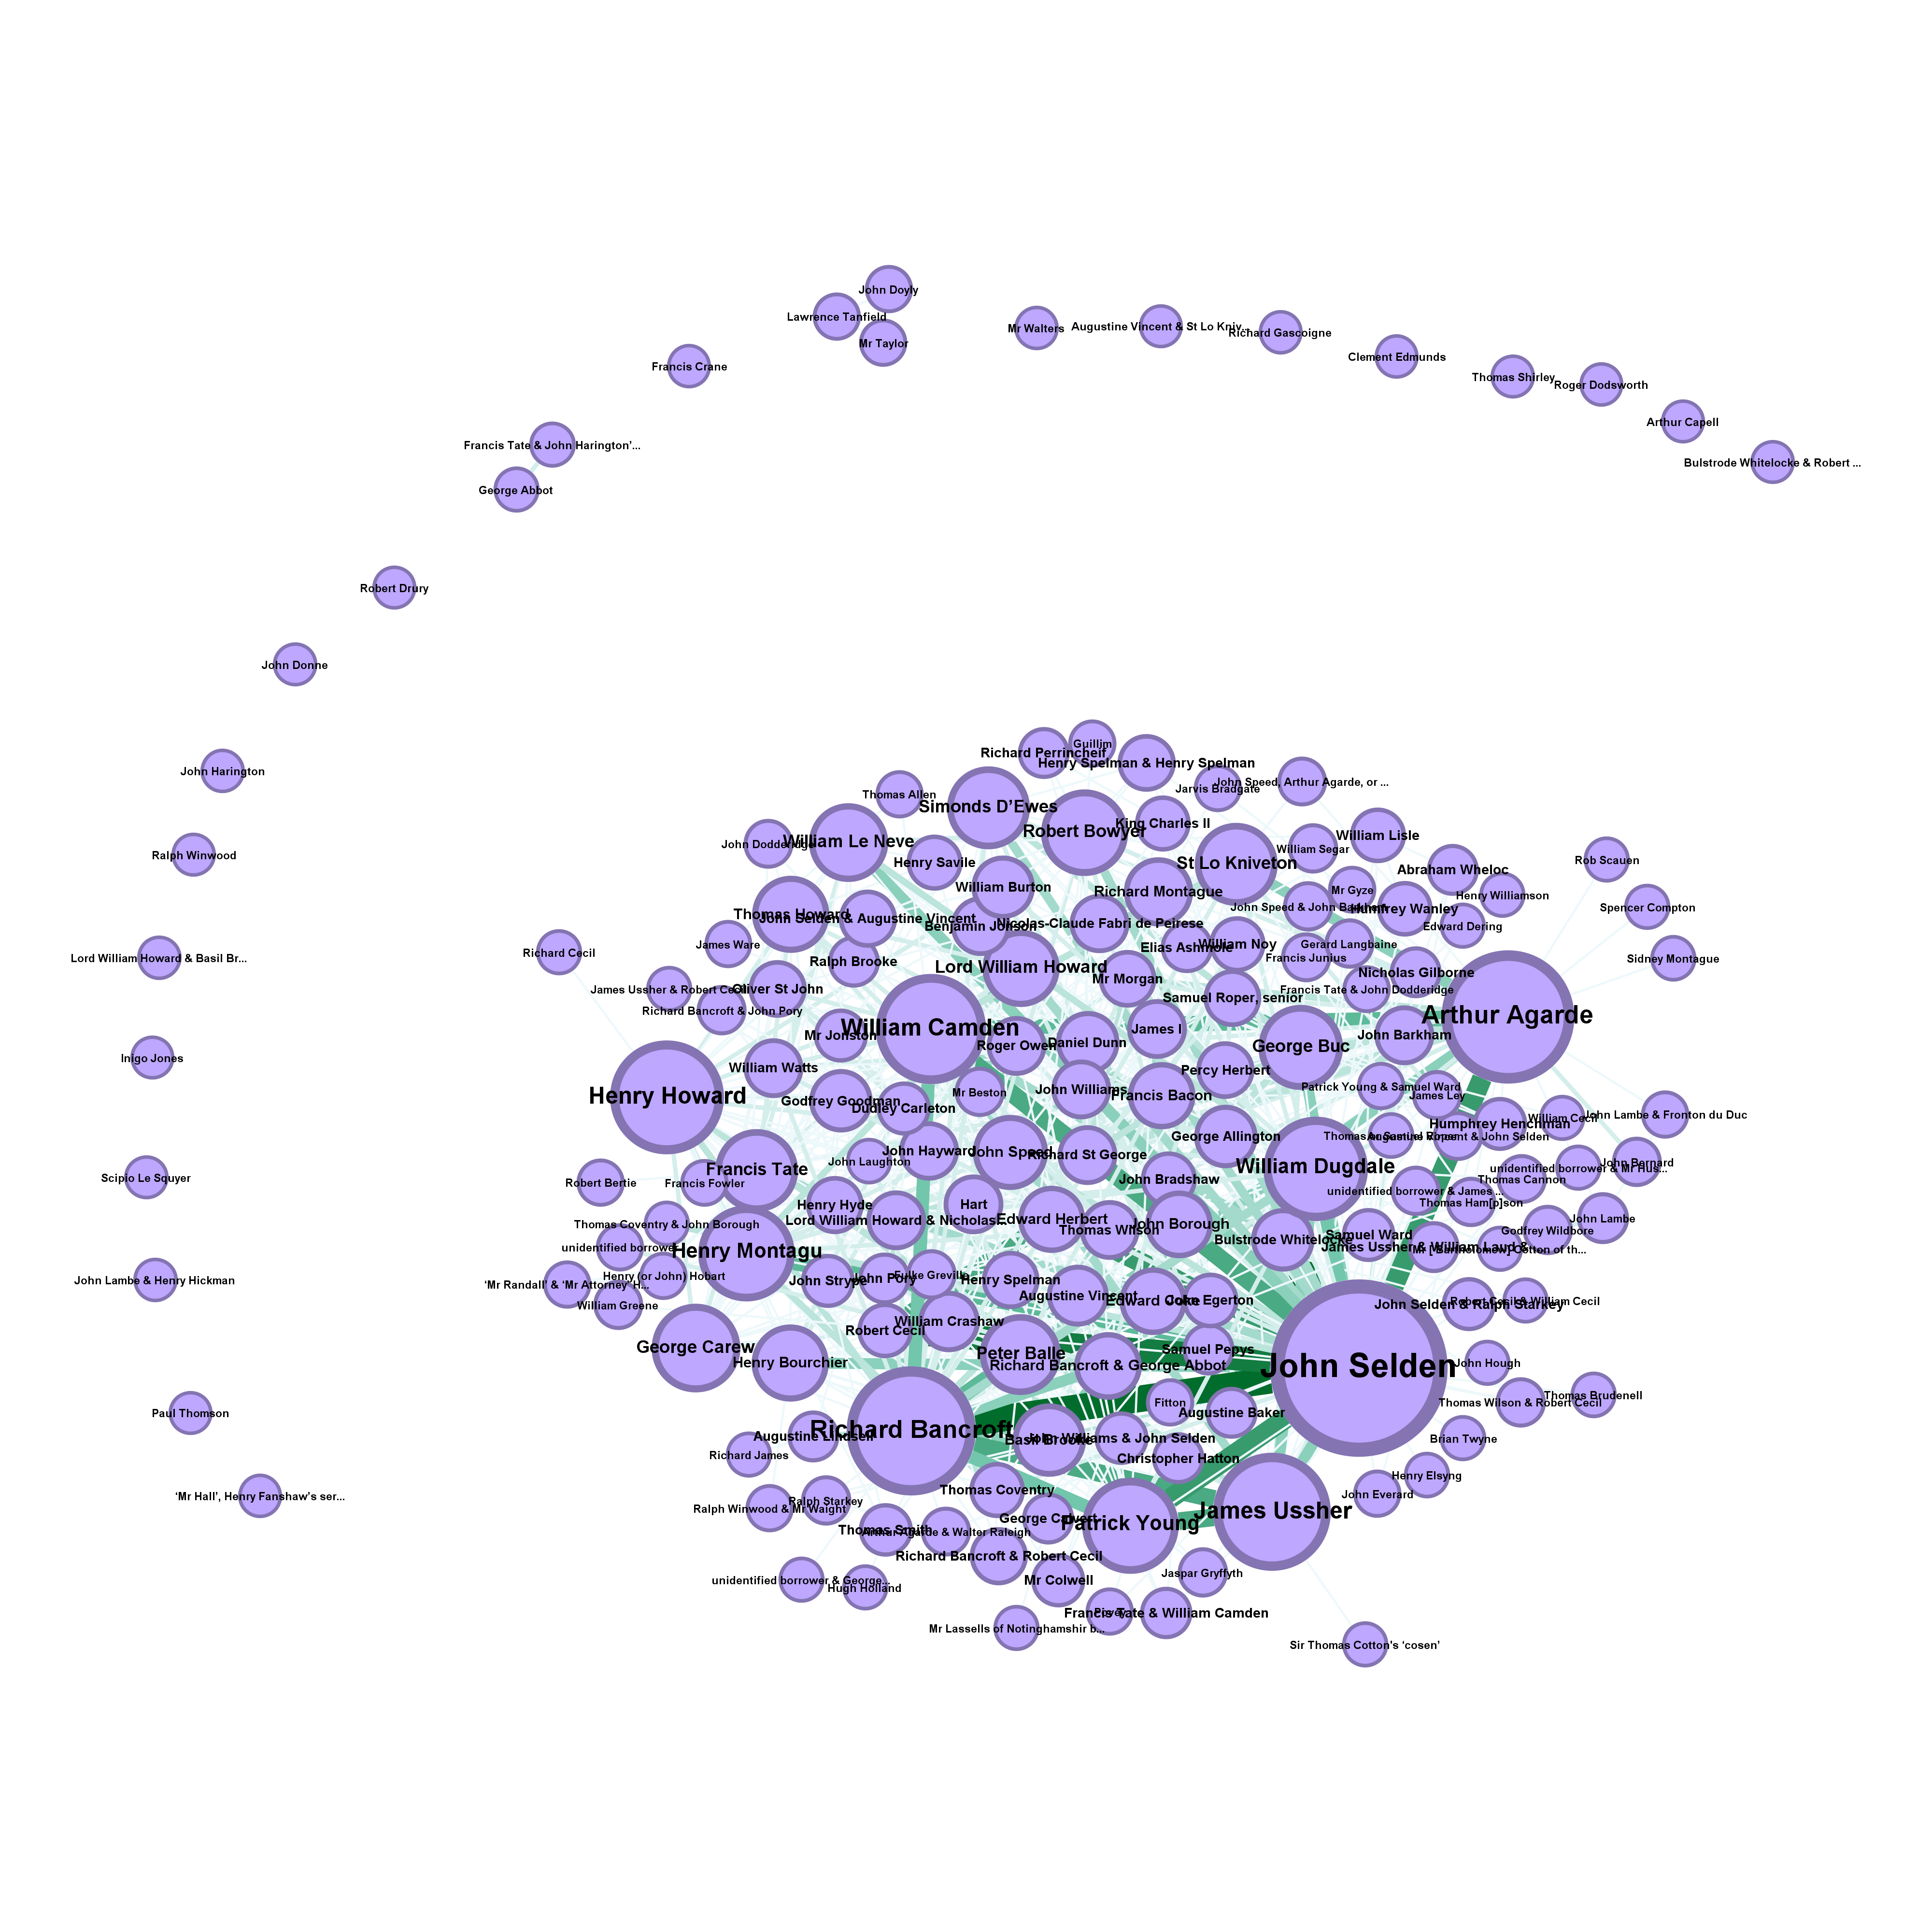 John Doyly
Lawrence Tanfield
Mr Taylor
Mr Walters
Augustine Vincent & St Lo Kniv...
Richard Gascoigne
Clement Edmunds
Francis Crane
Thomas Shirley
Roger Dodsworth
Arthur Capell
Francis Tate & John Harington’...
Bulstrode Whitelocke & Robert ...
George Abbot
Robert Drury
John Donne
John Harington
Ralph Winwood
Lord William Howard & Basil Br...
Inigo Jones
Scipio Le Squyer
John Lambe & Henry Hickman
Paul Thomson
‘Mr Hall’, Henry Fanshaw’s ser...
Guillim
Richard Perrincheif
Henry Spelman & Henry Spelman
John Speed, Arthur Agarde, or ...
Jarvis Bradgate
Thomas Allen
Simonds D’Ewes
King Charles II
Robert Bowyer
William Lisle
William Le Neve
John Dodderidge
William Segar
Henry Savile
St Lo Kniveton
Rob Scauen
Abraham Wheloc
William Burton
Richard Montague
Mr Gyze
Henry Williamson
John Speed & John Barkham
Humfrey Wanley
Spencer Compton
Thomas Howard
John Selden & Augustine Vincent
Nicolas-Claude Fabri de Peirese
Benjamin Jonson
Edward Dering
James Ware
William Noy
Elias Ashmole
Gerard Langbaine
Richard Cecil
Francis Junius
Sidney Montague
Ralph Brooke
Lord William Howard
Nicholas Gilborne
Mr Morgan
James Ussher & Robert Cecil
Oliver St John
Francis Tate & John Dodderidge
Samuel Roper, senior
Richard Bancroft & John Pory
Arthur Agarde
William Camden
James I
Mr Jonston
John Barkham
Roger Owen
Daniel Dunn
George Buc
William Watts
Percy Herbert
Patrick Young & Samuel Ward
Henry Howard
Mr Beston
John Williams
Francis Bacon
James Ley
Godfrey Goodman
Dudley Carleton
John Lambe & Fronton du Duc
William Cecil
Humphrey Henchman
George Allington
Augustine Vincent & John Selden
John Hayward
John Speed
Richard St George
John Laughton
John Bernard
William Dugdale
Francis Tate
unidentified borrower & Mr Hus...
John Bradshaw
Thomas Cannon
Robert Bertie
Francis Fowler
unidentified borrower & James ...
Henry Hyde
Hart
Thomas Ham[p]son
Lord William Howard & Nicholas...
Edward Herbert
John Lambe
Thomas Coventry & John Borough
John Borough
Thomas Wilson
Godfrey Wildbore
Samuel Ward
Bulstrode Whitelocke
unidentified borrower
Henry Montagu
James Ussher & William Laud & ...
Mr [?Bartholomew] Cotton of th...
Henry (or John) Hobart
John Pory
Fulke Greville
Henry Spelman
John Strype
‘Mr Randall’ & ‘Mr Attorney’ H...
Augustine Vincent
Edward Coke
John Egerton
Robert Cecil & William Cecil
John Selden & Ralph Starkey
William Greene
William Crashaw
Robert Cecil
George Carew
Samuel Pepys
Peter Balle
Henry Bourchier
Richard Bancroft & George Abbot
John Hough
John Selden
Thomas Brudenell
Fitton
Thomas Wilson & Robert Cecil
Augustine Baker
Richard Bancroft
Augustine Lindsell
Basil Brooke
John Williams & John Selden
Brian Twyne
Richard James
Christopher Hatton
Henry Elsyng
Thomas Coventry
John Everard
Ralph Starkey
Ralph Winwood & Mr Waight
James Ussher
George Calvert
Patrick Young
Thomas Smith
Arthur Agarde & Walter Raleigh
Richard Bancroft & Robert Cecil
Jaspar Gryffyth
Mr Colwell
unidentified borrower & George...
Hugh Holland
Povey
Francis Tate & William Camden
Mr Lassells of Notinghamshir b...
Sir Thomas Cotton’s ‘cosen’